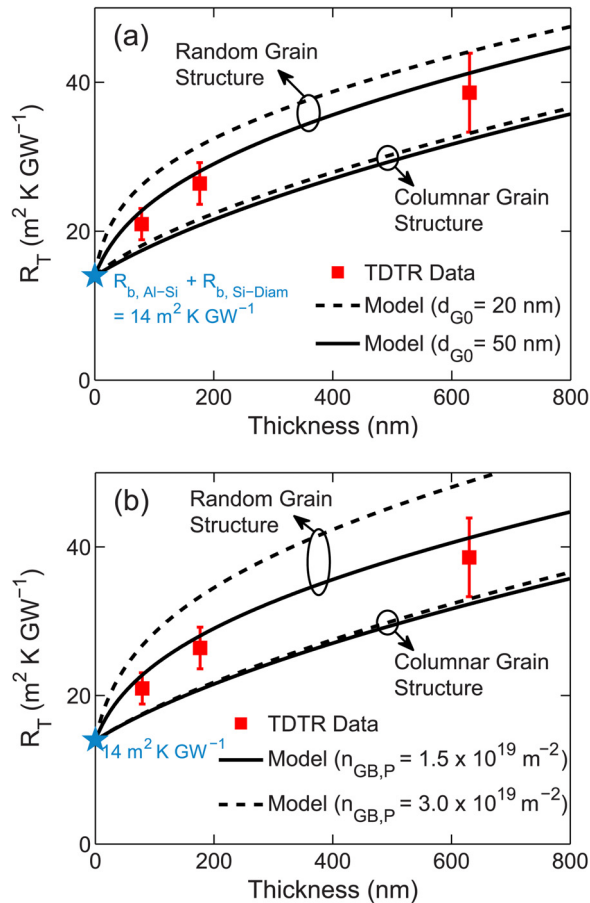 (a)
Random Grain
Structure
Columnar Grain
Structure
R_b, Al−Si + R_b, Si−Diam
= 14 m² K GW⁻¹
TDTR Data
Model (d_G0 = 20 nm)
Model (d_G0 = 50 nm)
R_T (m² K GW⁻¹)
0
20
40
0 200 400 600 800
Thickness (nm)
(b)
Random Grain
Structure
Columnar Grain
Structure
14 m² K GW⁻¹
TDTR Data
Model (n_GB,P = 1.5 x 10¹⁹ m⁻²)
Model (n_GB,P = 3.0 x 10¹⁹ m⁻²)
R_T (m² K GW⁻¹)
0
20
40
0 200 400 600 800
Thickness (nm)